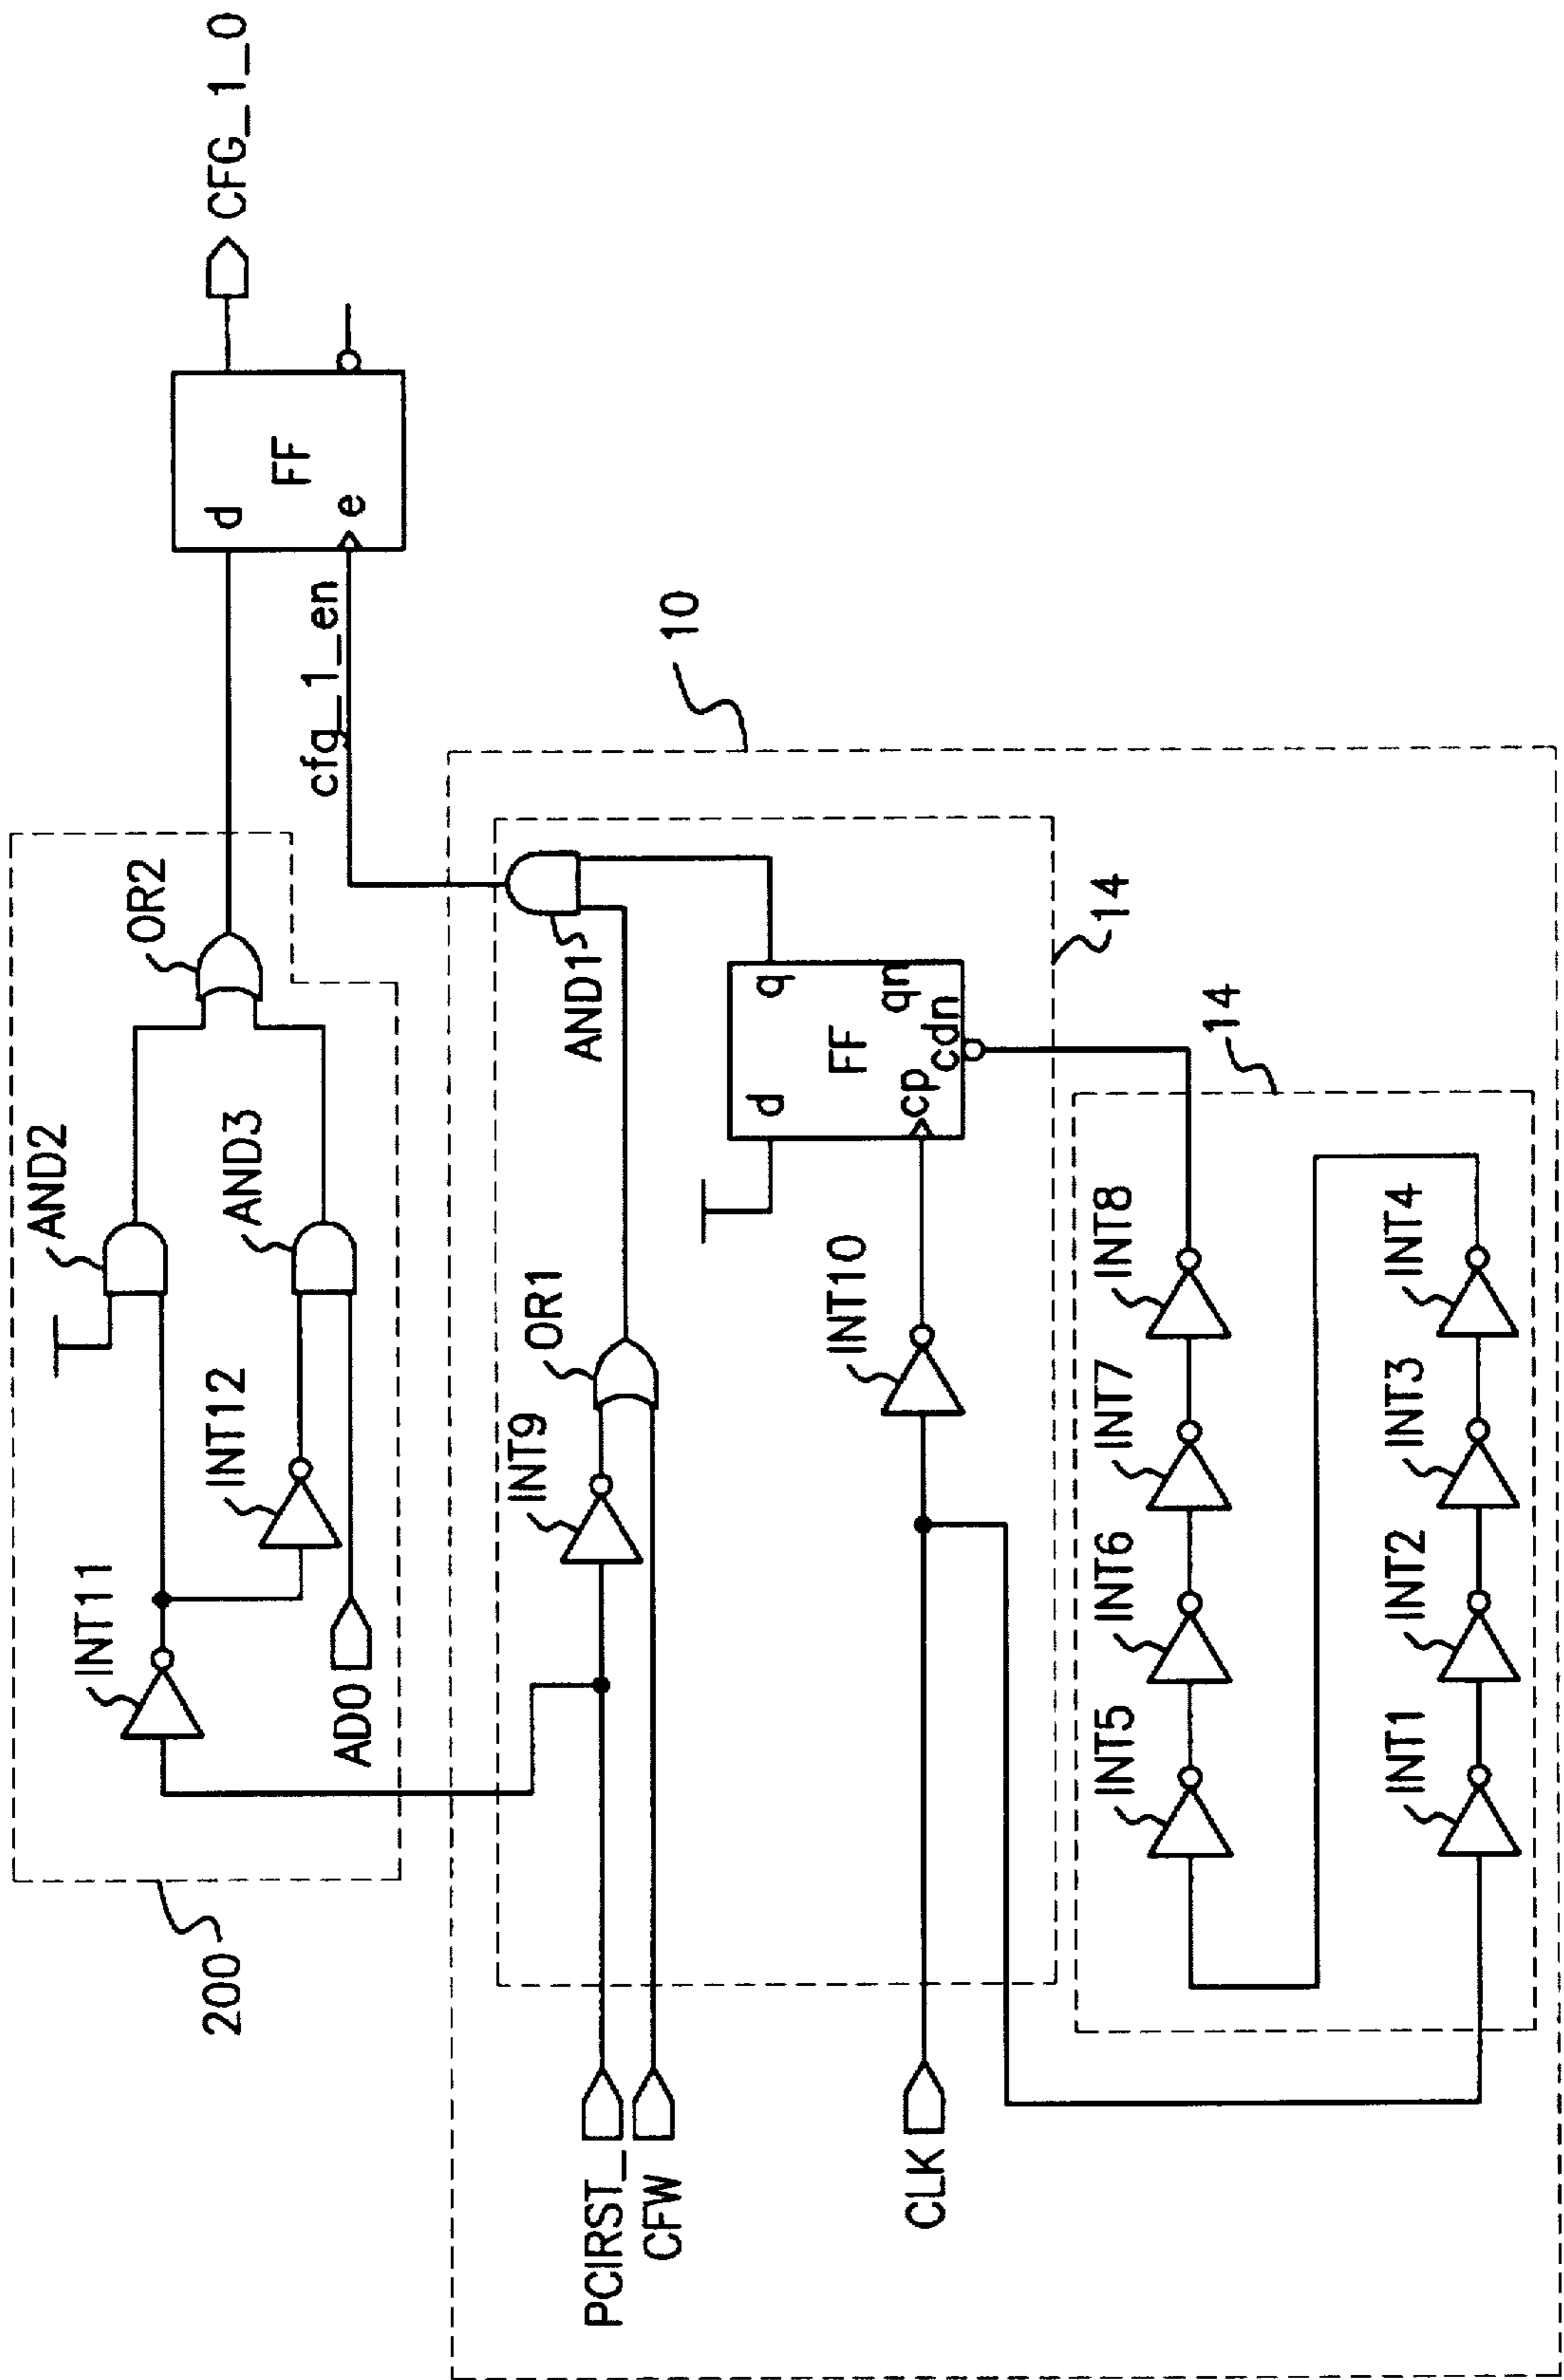 CFG_1_0
d
FF
e
cfg_1_en
200
INT11
AND2
OR2
AND3
INT12
AD0
10
PCIRST_
CFW
INT9
OR1
AND1
14
CLK
INT10
d
q
FF
cp
qn
cdn
14
INT5
INT6
INT7
INT8
INT1
INT2
INT3
INT4